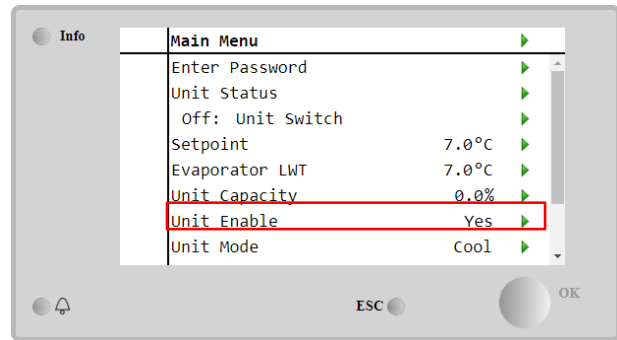 Info
Main Menu
Enter Password
Unit Status
Off: Unit Switch
Setpoint 7.0°C
Evaporator LWT 7.0°C
Unit Capacity 0.0%
Unit Enable Yes
Unit Mode Cool
ESC
OK